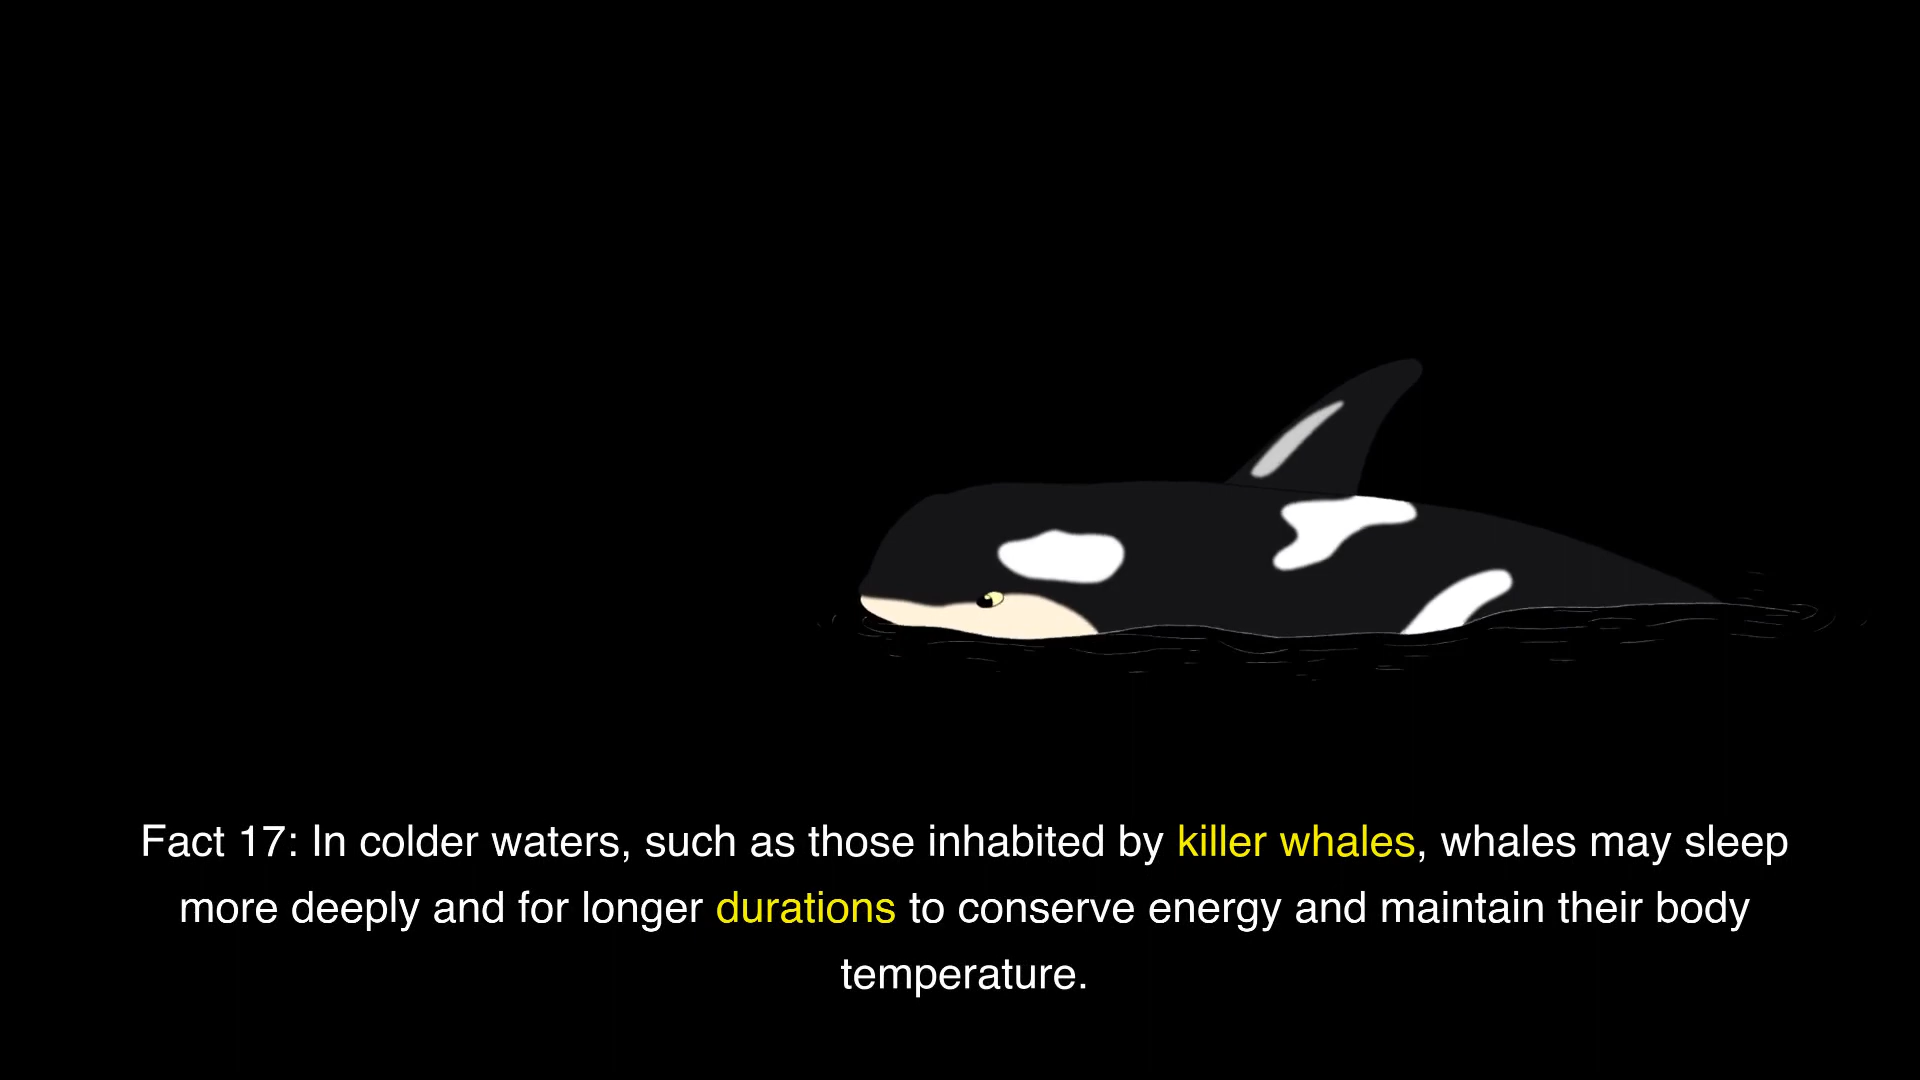 Fact 17: In colder waters, such as those inhabited by killer whales, whales may sleep
more deeply and for longer durations to conserve energy and maintain their body
temperature.